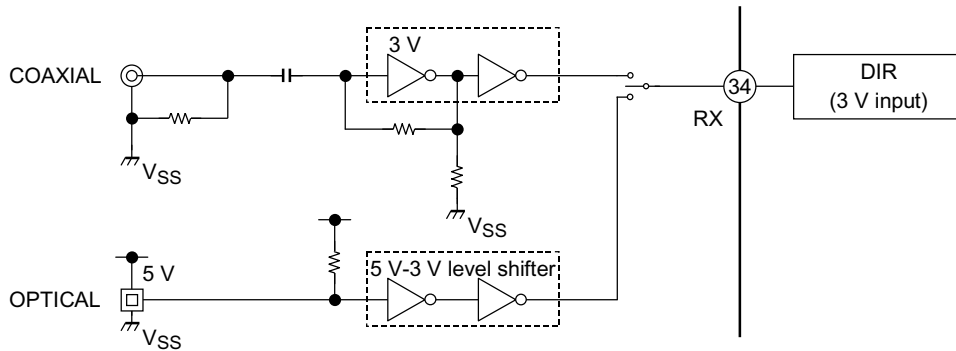 3 V
COAXIAL
DIR
(3 V input)
34
RX
VSS
VSS
5 V
5 V-3 V level shifter
OPTICAL
VSS